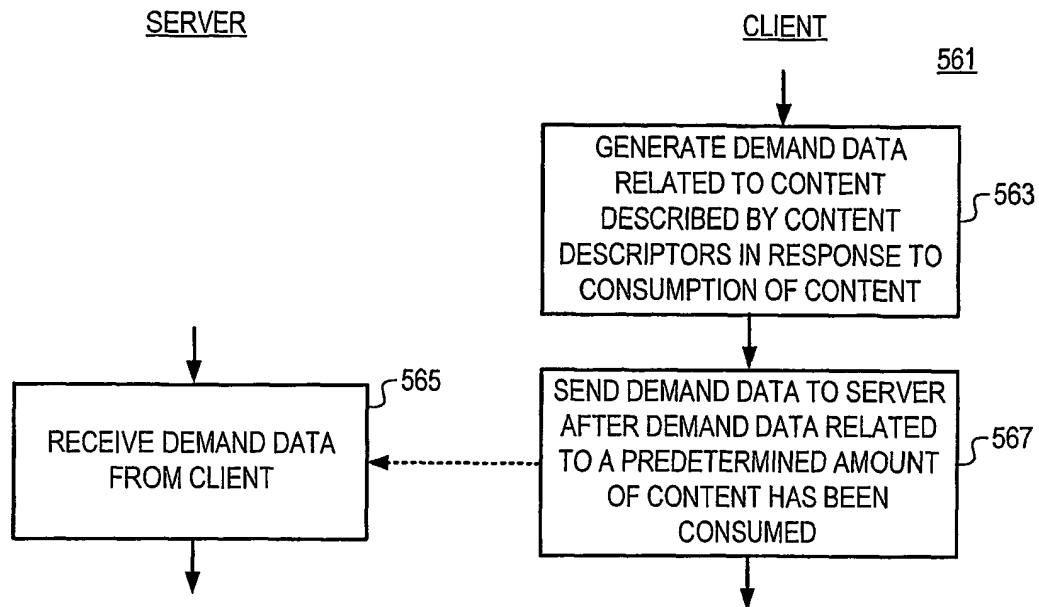 SERVER
CLIENT
561
GENERATE DEMAND DATA
RELATED TO CONTENT
DESCRIBED BY CONTENT
DESCRIPTORS IN RESPONSE TO
CONSUMPTION OF CONTENT
563
565
RECEIVE DEMAND DATA
FROM CLIENT
SEND DEMAND DATA TO SERVER
AFTER DEMAND DATA RELATED
TO A PREDETERMINED AMOUNT
OF CONTENT HAS BEEN
CONSUMED
567